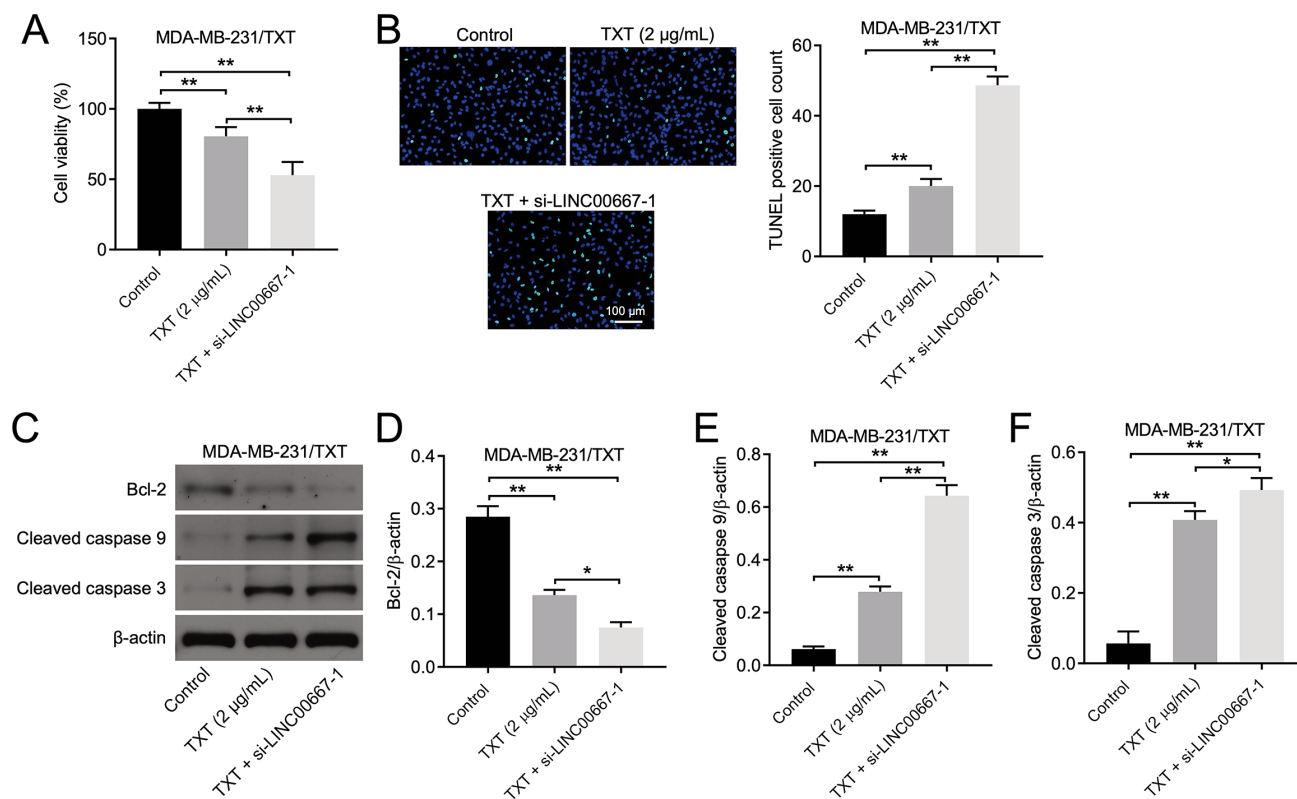 A
MDA-MB-231/TXT
Cell viablity (%)
150
100
50
0
**
**
**
Control
TXT (2 μg/mL)
TXT + si-LINC00667-1
B
Control
TXT (2 μg/mL)
TXT + si-LINC00667-1
100 μm
MDA-MB-231/TXT
TUNEL positive cell count
60
40
20
0
**
**
**
Control
TXT (2 μg/mL)
TXT + si-LINC00667-1
C
MDA-MB-231/TXT
Bcl-2
Cleaved caspase 9
Cleaved caspase 3
β-actin
Control
TXT (2 μg/mL)
TXT + si-LINC00667-1
D
MDA-MB-231/TXT
Bcl-2/β-actin
0.4
0.3
0.2
0.1
0.0
**
**
*
Control
TXT (2 μg/mL)
TXT + si-LINC00667-1
E
MDA-MB-231/TXT
Cleaved casapse 9/β-actin
0.8
0.6
0.4
0.2
0.0
**
**
**
Control
TXT (2 μg/mL)
TXT + si-LINC00667-1
F
MDA-MB-231/TXT
Cleaved caspase 3/β-actin
0.6
0.4
0.2
0.0
**
*
**
Control
TXT (2 μg/mL)
TXT + si-LINC00667-1